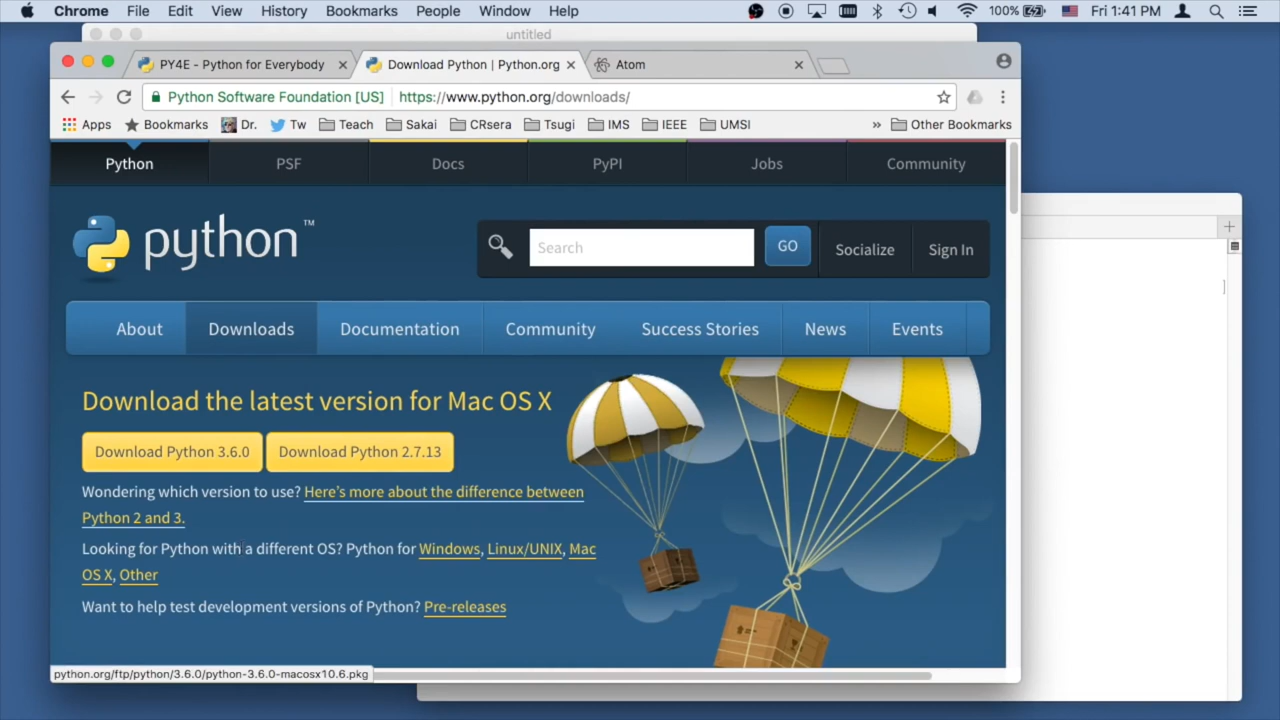 Chrome File Edit View History Bookmarks People Window Help 100% Fri 1:41 PM
untitled
PY4E - Python for Everybody Download Python | Python.org Atom
Python Software Foundation [US] https://www.python.org/downloads/
Apps Bookmarks Dr. Tw Teach Sakai CRsera Tsugi IMS IEEE UMSI » Other Bookmarks
Python PSF Docs PyPI Jobs Community
python™ Search GO Socialize Sign In
About Downloads Documentation Community Success Stories News Events
Download the latest version for Mac OS X
Download Python 3.6.0 Download Python 2.7.13
Wondering which version to use? Here's more about the difference between
Python 2 and 3.
Looking for Python with a different OS? Python for Windows, Linux/UNIX, Mac
OS X, Other
Want to help test development versions of Python? Pre-releases
python.org/ftp/python/3.6.0/python-3.6.0-macosx10.6.pkg